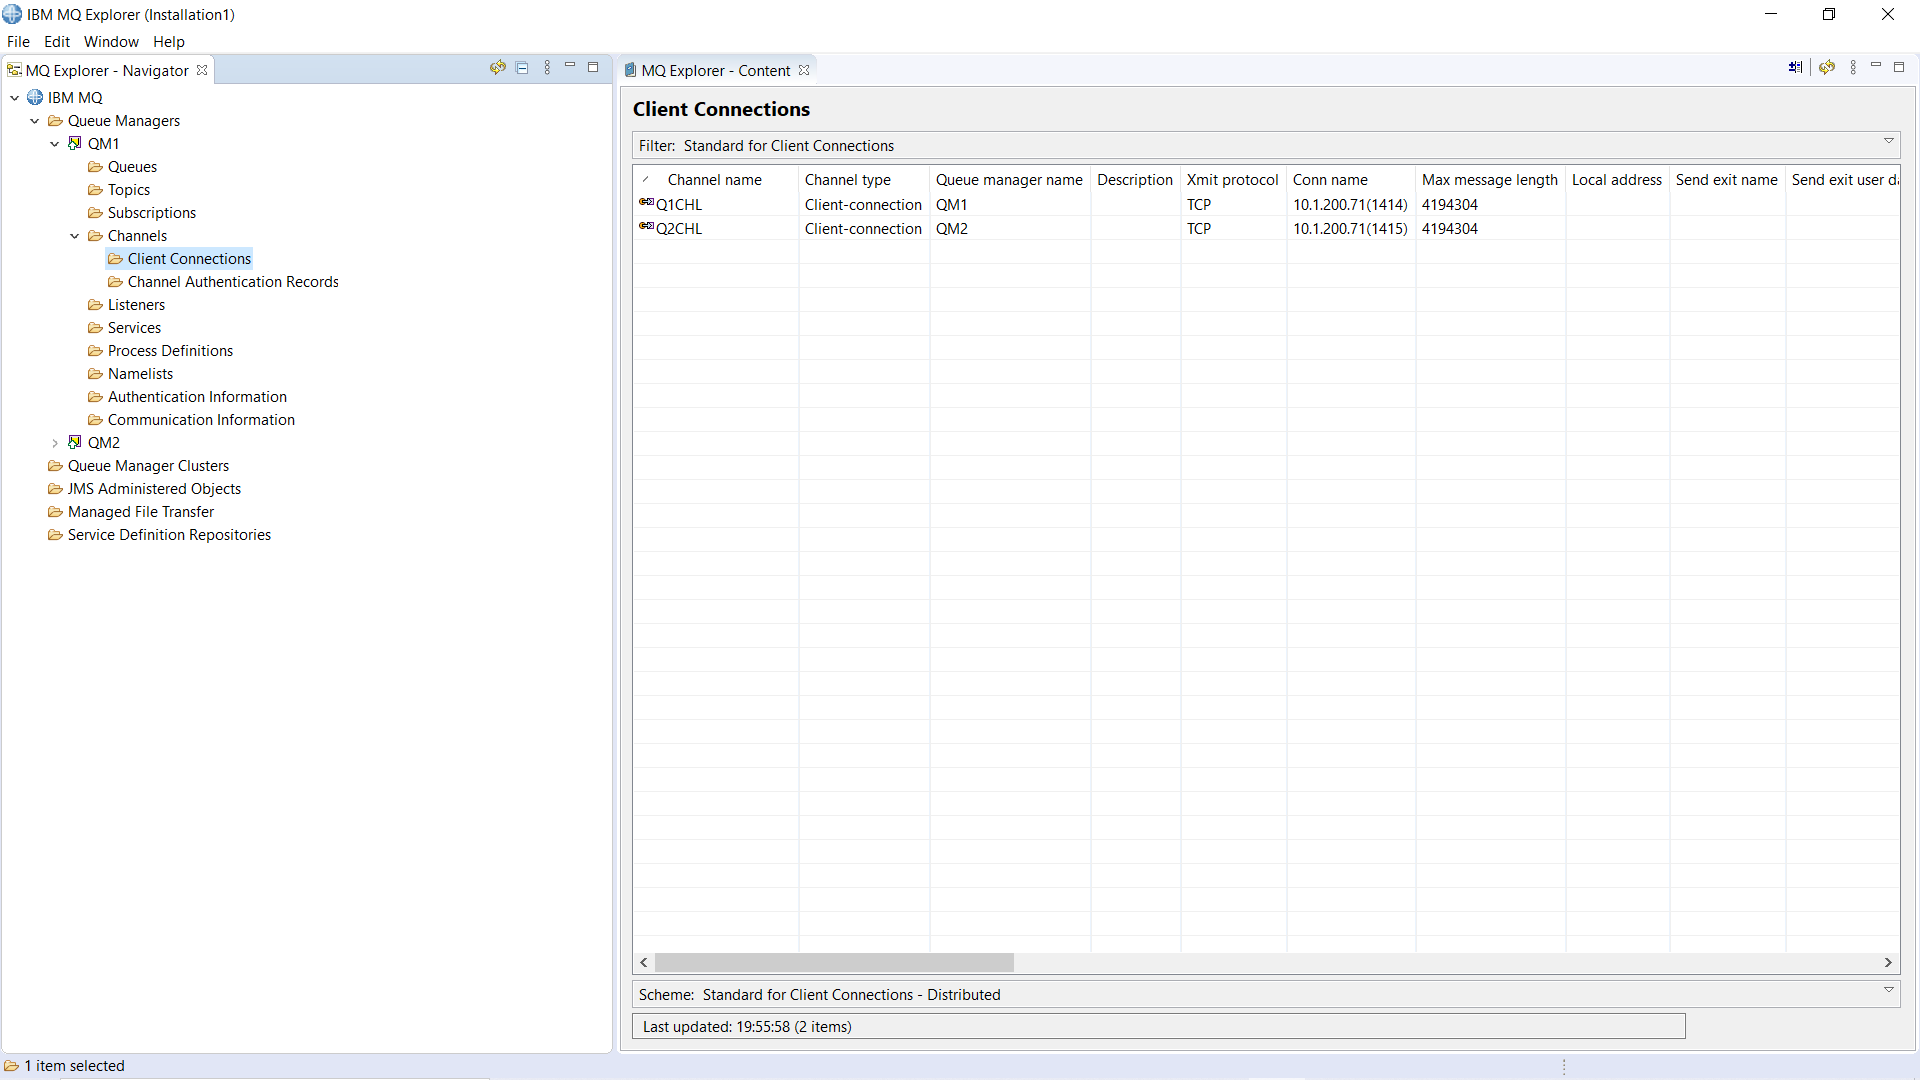 IBM MQ Explorer (Installation1)
File Edit Window Help
MQ Explorer - Navigator
IBM MQ
Queue Managers
QM1
Queues
Topics
Subscriptions
Channels
Client Connections
Channel Authentication Records
Listeners
Services
Process Definitions
Namelists
Authentication Information
Communication Information
QM2
Queue Manager Clusters
JMS Administered Objects
Managed File Transfer
Service Definition Repositories
MQ Explorer - Content
Client Connections
Filter: Standard for Client Connections
Channel name Channel type Queue manager name Description Xmit protocol Conn name Max message length Local address Send exit name Send exit user da
Q1CHL Client-connection QM1 TCP 10.1.200.71(1414) 4194304
Q2CHL Client-connection QM2 TCP 10.1.200.71(1415) 4194304
Scheme: Standard for Client Connections - Distributed
Last updated: 19:55:58 (2 items)
1 item selected